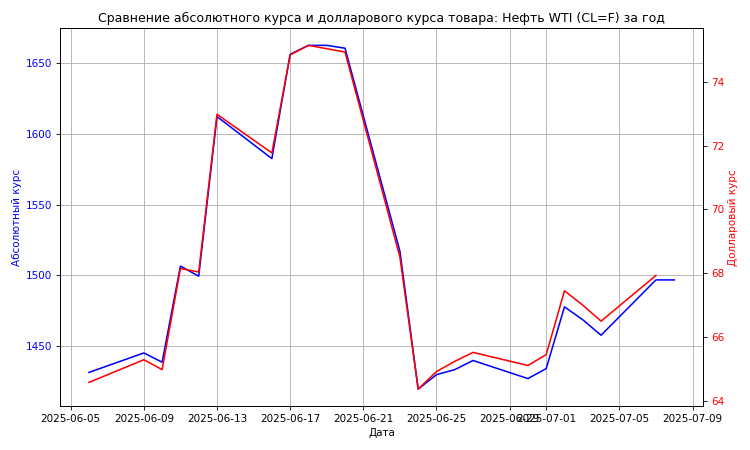 Сравнение абсолютного курса и долларового курса товара: Нефть WTI (CL=F) за год
Абсолютный курс
1650
1600
1550
1500
1450
74
72
70
68
66
64
Долларовый курс
2025-06-05 2025-06-09 2025-06-13 2025-06-17 2025-06-21 2025-06-25 2025-06-29 2025-07-01 2025-07-05 2025-07-09
Дата